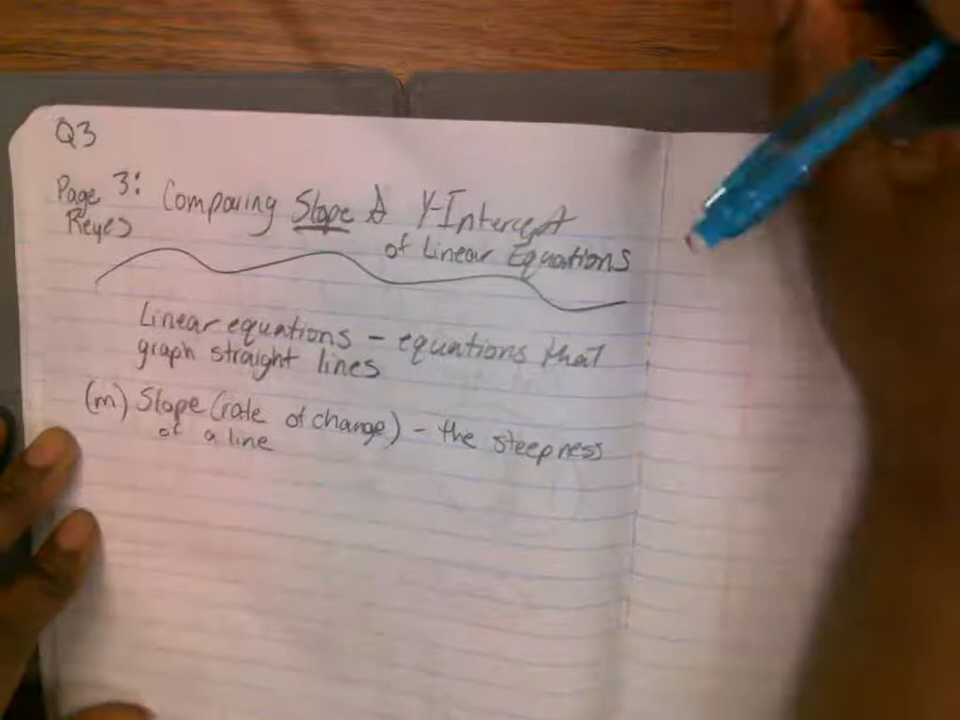 Q3
Page 3: Comparing Slope & Y-Intercept
Reyes
of Linear Equations
Linear equations - equations that
graph straight lines
(m) Slope (rate of change) - the steepness
of a line